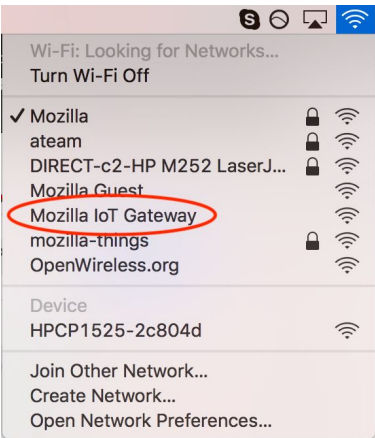 Wi-Fi: Looking for Networks...
Turn Wi-Fi Off
Mozilla
ateam
DIRECT-c2-HP M252 LaserJ...
Mozilla Guest
Mozilla IoT Gateway
mozilla-things
OpenWireless.org
Device
HPCP1525-2c804d
Join Other Network...
Create Network...
Open Network Preferences...